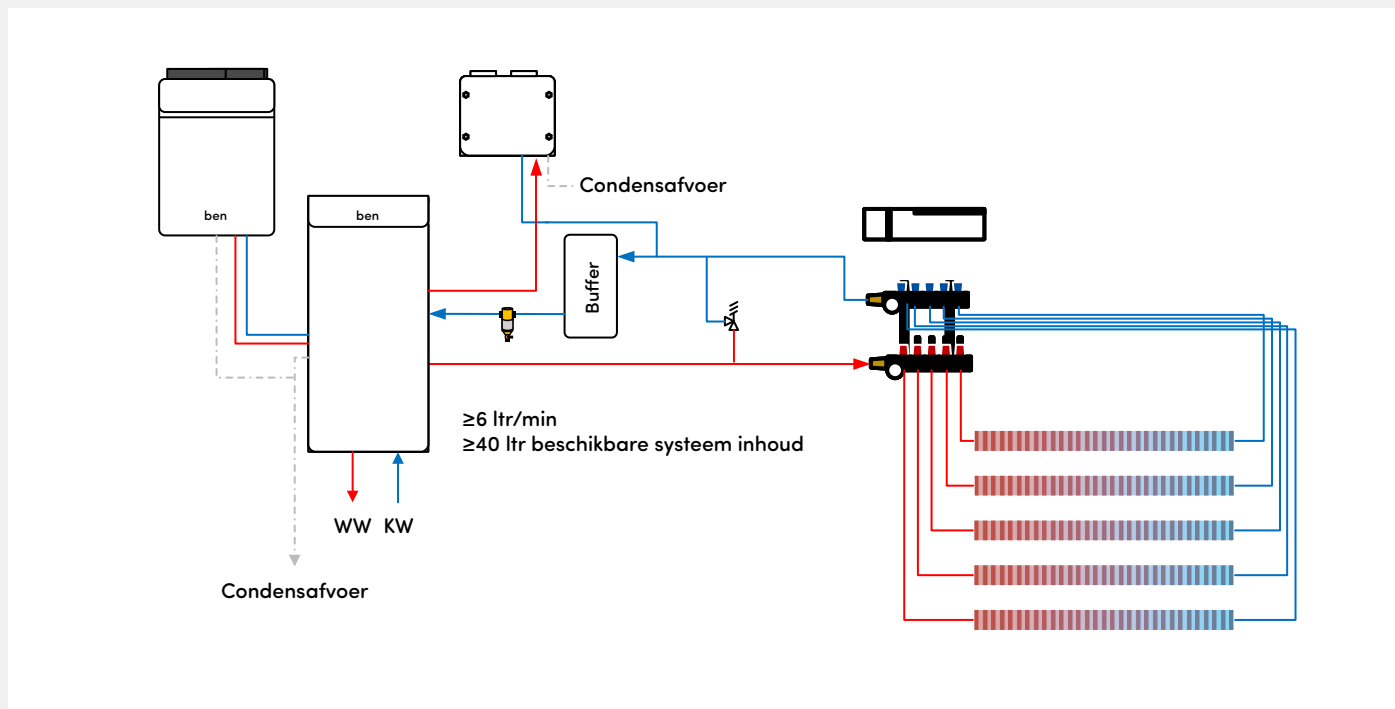 ben
ben
Condensafvoer
Buffer
≥6 ltr/min
≥40 ltr beschikbare systeem inhoud
WW KW
Condensafvoer